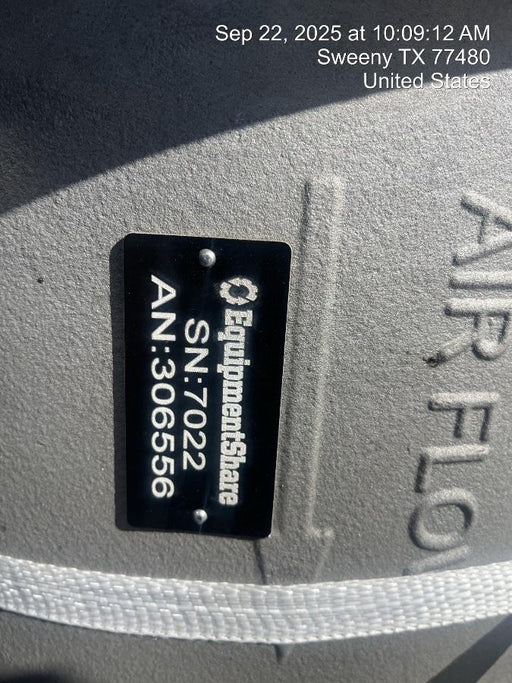 Sep 22, 2025 at 10:09:12 AM
Sweeny TX 77480
United States
AIR FLOW
EquipmentShare
SN:7022
AN:306556